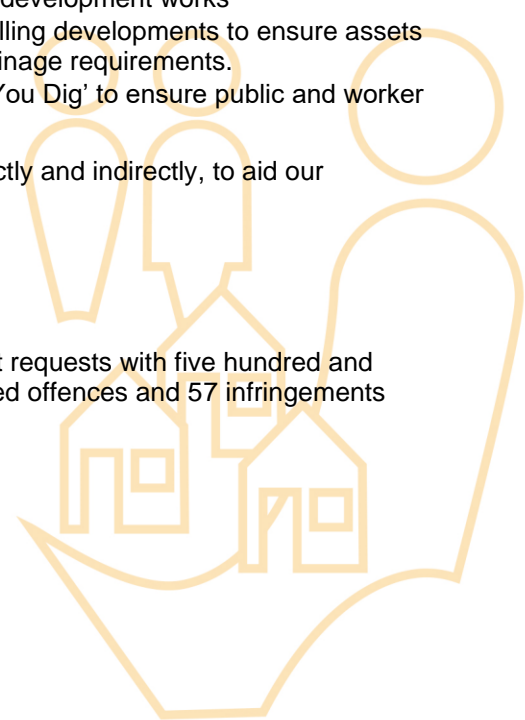 development works
lling developments to ensure assets
inage requirements.
You Dig’ to ensure public and worker
ctly and indirectly, to aid our
t requests with five hundred and
ed offences and 57 infringements